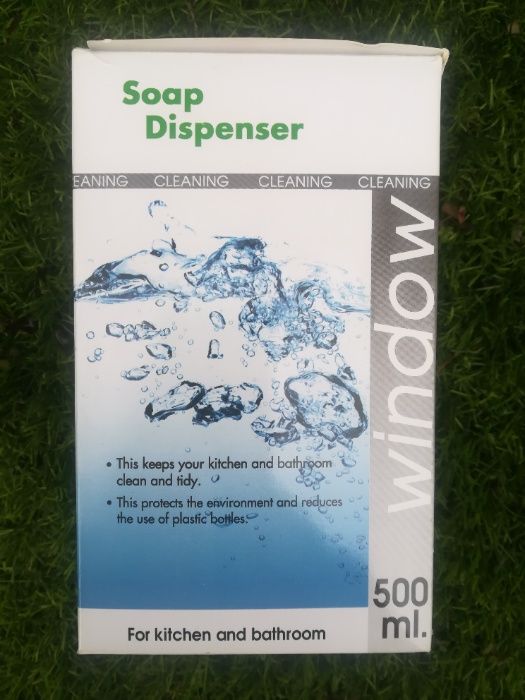 Soap
Dispenser
EANING CLEANING CLEANING CLEANING
window
• This keeps your kitchen and bathroom
clean and tidy.
• This protects the environment and reduces
the use of plastic bottles.
500
ml.
For kitchen and bathroom